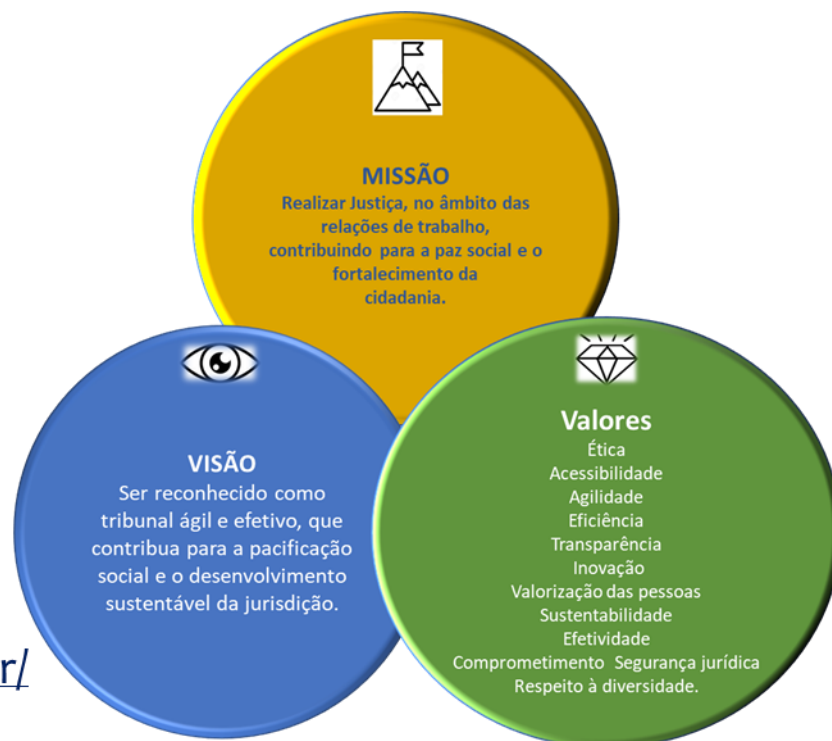 MISSÃO
Realizar Justiça, no âmbito das
relações de trabalho,
contribuindo para a paz social e o
fortalecimento da
cidadania.
VISÃO
Ser reconhecido como
tribunal ágil e efetivo, que
contribua para a pacificação
social e o desenvolvimento
sustentável da jurisdição.
r/
Valores
Ética
Acessibilidade
Agilidade
Eficiência
Transparência
Inovação
Valorização das pessoas
Sustentabilidade
Efetividade
Comprometimento Segurança jurídica
Respeito à diversidade.